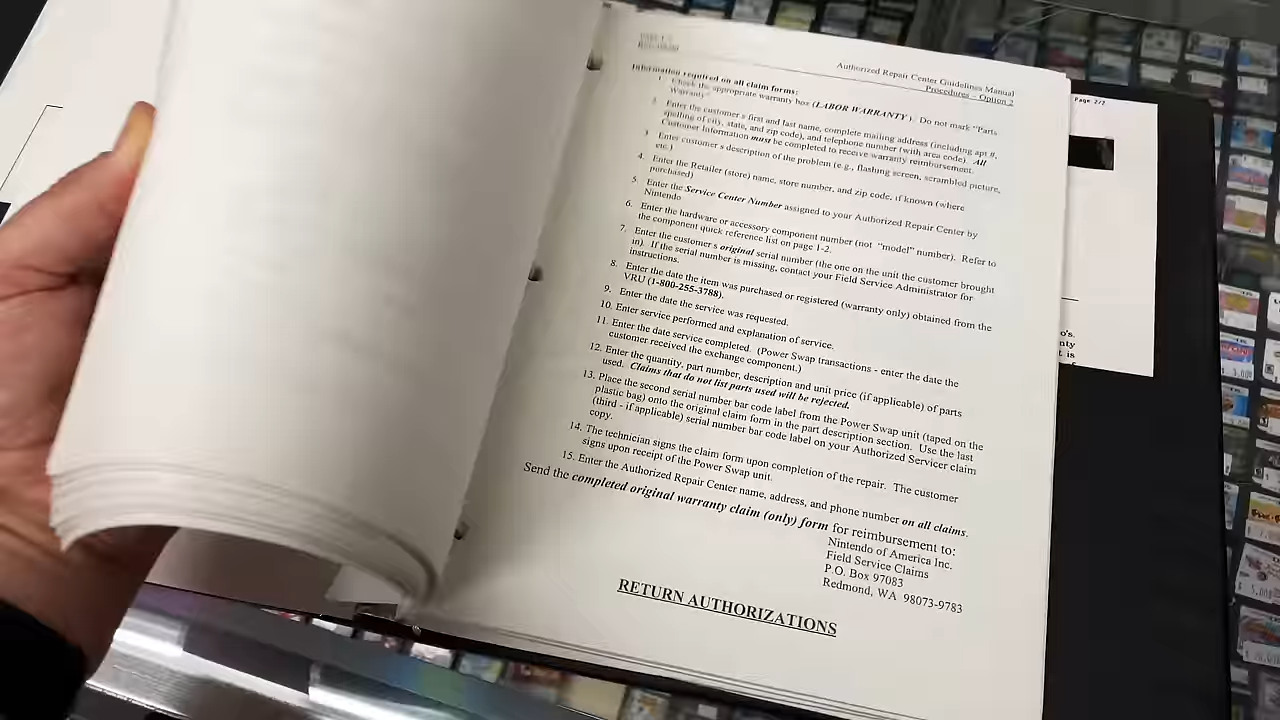 PAGE 1-5
Authorized Repair Center Guidelines Manual
Procedures - Option 2
Information required on all claim forms:
1. Check the appropriate warranty box (LABOR WARRANTY). Do not mark "Parts
Warranty"
2. Enter the customer's first and last name, complete mailing address (including apt #,
spelling of city, state, and zip code), and telephone number (with area code). All
Customer Information must be completed to receive warranty reimbursement.
3 Enter customer's description of the problem (e.g., flashing screen, scrambled picture,
etc.)
4. Enter the Retailer (store) name, store number, and zip code, if known (where
purchased)
5. Enter the Service Center Number assigned to your Authorized Repair Center by
Nintendo
6. Enter the hardware or accessory component number (not "model" number). Refer to
the component quick reference list on page 1-2.
7. Enter the customer's original serial number (the one on the unit the customer brought
in). If the serial number is missing, contact your Field Service Administrator for
instructions.
8. Enter the date the item was purchased or registered (warranty only) obtained from the
VRU (1-800-255-3788).
9. Enter the date the service was requested.
10. Enter service performed and explanation of service.
11. Enter the date service completed. (Power Swap transactions - enter the date the
customer received the exchange component.)
12. Enter the quantity, part number, description and unit price (if applicable) of parts
used. Claims that do not list parts used will be rejected.
13. Place the second serial number bar code label from the Power Swap unit (taped on the
plastic bag) onto the original claim form in the part description section. Use the last
(third - if applicable) serial number bar code label on your Authorized Servicer claim
copy.
14. The technician signs the claim form upon completion of the repair. The customer
signs upon receipt of the Power Swap unit.
15. Enter the Authorized Repair Center name, address, and phone number on all claims.
Send the completed original warranty claim (only) form for reimbursement to:
Nintendo of America Inc.
Field Service Claims
P.O. Box 97083
Redmond, WA 98073-9783
RETURN AUTHORIZATIONS
Page 2/2
o's.
nty
t is